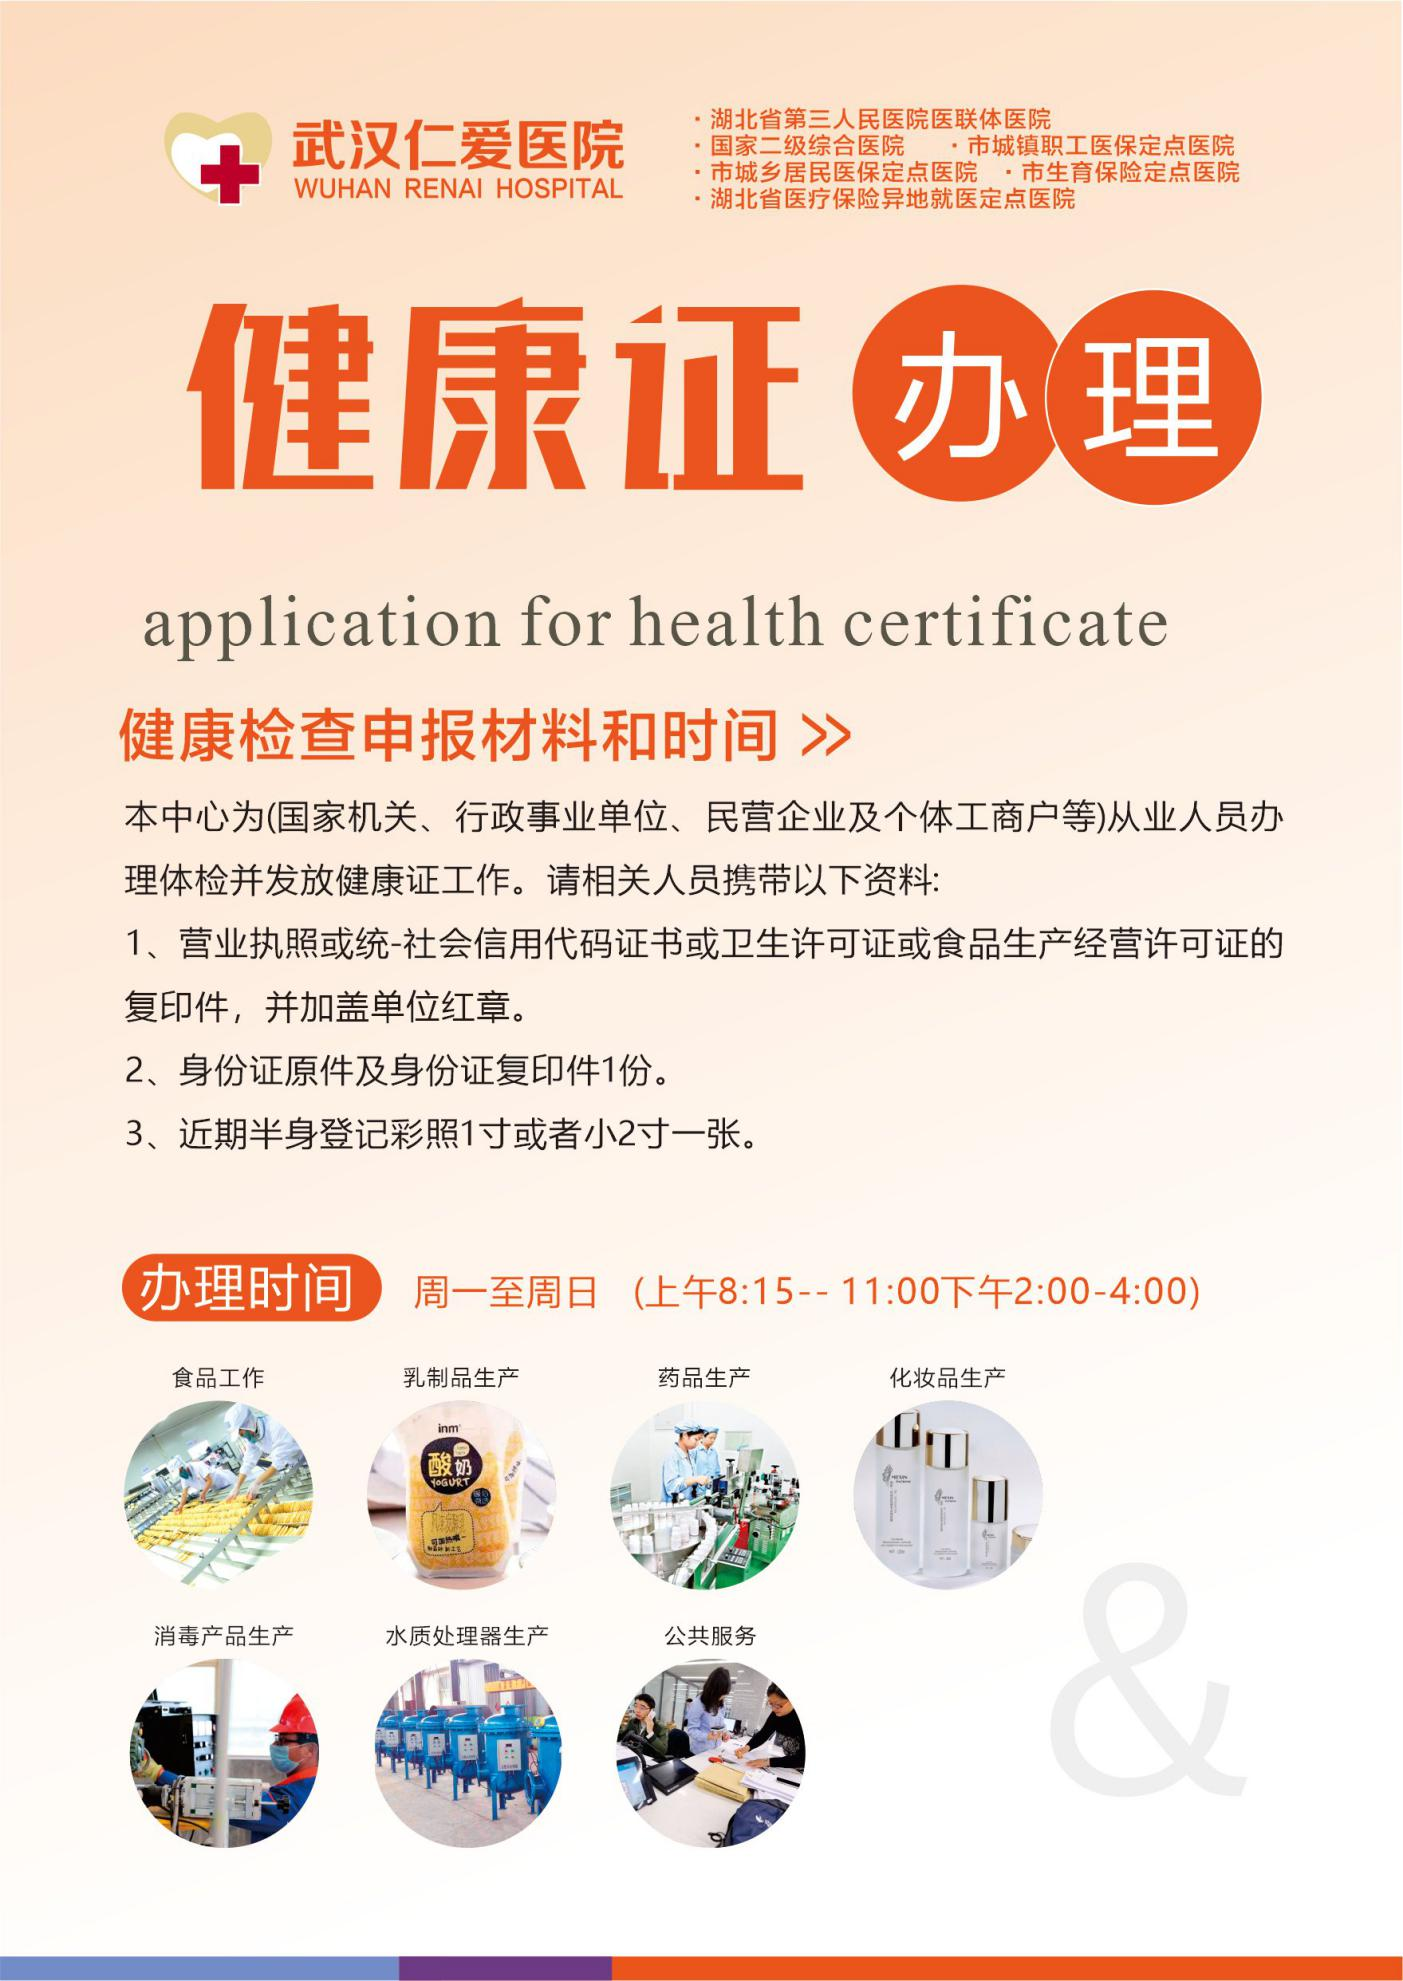 武汉仁爱医院
WUHAN RENAI HOSPITAL
·湖北省第三人民医院医联体医院
·国家二级综合医院 ·市城镇职工医保定点医院
·市城乡居民医保定点医院 ·市生育保险定点医院
·湖北省医疗保险异地就医定点医院
健康证办理
application for health certificate
健康检查申报材料和时间 >>
本中心为(国家机关、行政事业单位、民营企业及个体工商户等)从业人员办
理体检并发放健康证工作。请相关人员携带以下资料:
1、营业执照或统-社会信用代码证书或卫生许可证或食品生产经营许可证的
复印件，并加盖单位红章。
2、身份证原件及身份证复印件1份。
3、近期半身登记彩照1寸或者小2寸一张。
办理时间 周一至周日 (上午8:15-- 11:00下午2:00-4:00)
食品工作 乳制品生产 药品生产 化妆品生产
inm
酸奶
YOGURT
消毒产品生产 水质处理器生产 公共服务
&